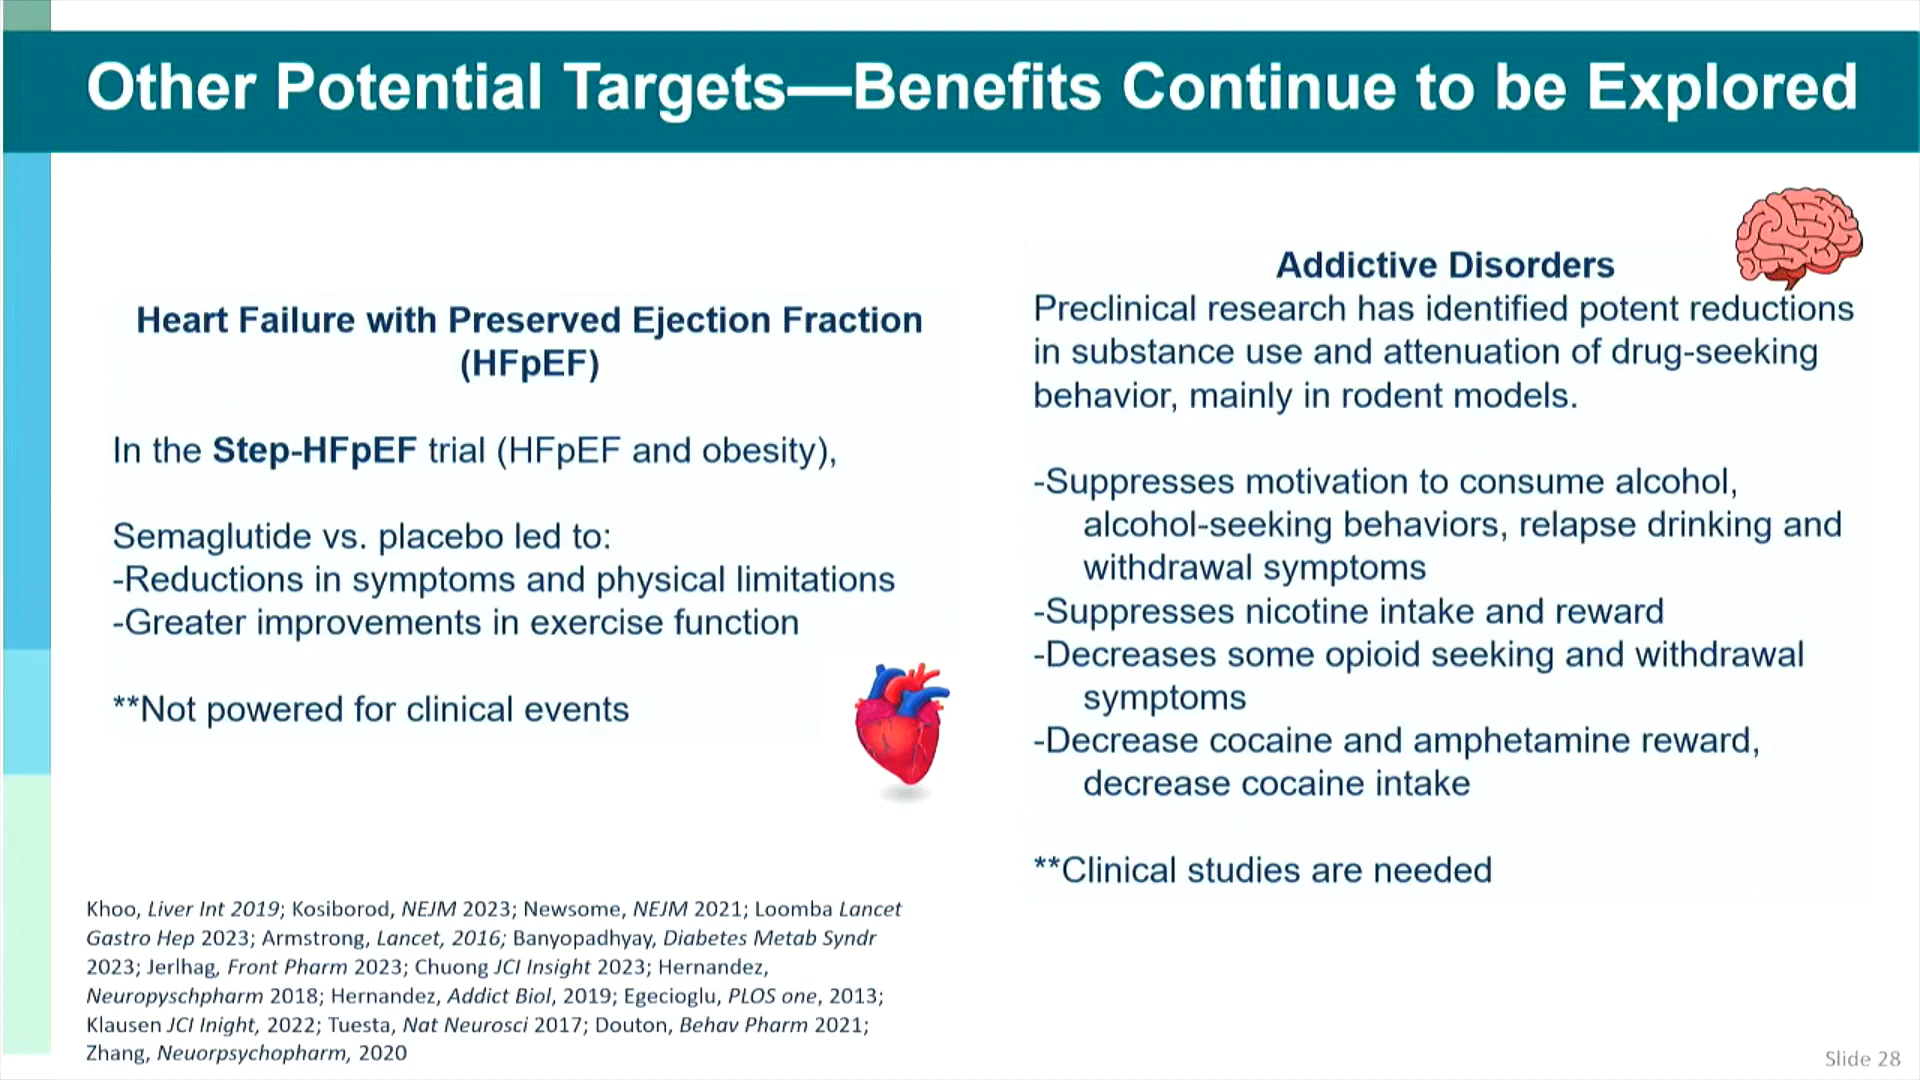 Other Potential Targets—Benefits Continue to be Explored
Heart Failure with Preserved Ejection Fraction
(HFpEF)
In the Step-HFpEF trial (HFpEF and obesity),
Semaglutide vs. placebo led to:
-Reductions in symptoms and physical limitations
-Greater improvements in exercise function
**Not powered for clinical events
Addictive Disorders
Preclinical research has identified potent reductions
in substance use and attenuation of drug-seeking
behavior, mainly in rodent models.
-Suppresses motivation to consume alcohol,
alcohol-seeking behaviors, relapse drinking and
withdrawal symptoms
-Suppresses nicotine intake and reward
-Decreases some opioid seeking and withdrawal
symptoms
-Decrease cocaine and amphetamine reward,
decrease cocaine intake
**Clinical studies are needed
Khoo, Liver Int 2019; Kosiborod, NEJM 2023; Newsome, NEJM 2021; Loomba Lancet
Gastro Hep 2023; Armstrong, Lancet, 2016; Banyopadhyay, Diabetes Metab Syndr
2023; Jerlhag, Front Pharm 2023; Chuong JCI Insight 2023; Hernandez,
Neuropyschpharm 2018; Hernandez, Addict Biol, 2019; Egecioglu, PLOS one, 2013;
Klausen JCI Inight, 2022; Tuesta, Nat Neurosci 2017; Douton, Behav Pharm 2021;
Zhang, Neuorpsychopharm, 2020
Slide 28